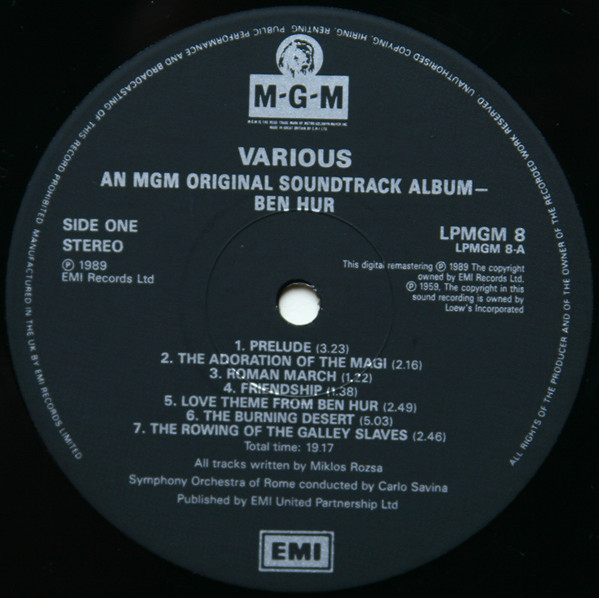 ALL RIGHTS OF THE PRODUCER AND OF THE OWNER OF THE RECORDED WORK RESERVED. UNAUTHORISED COPYING, HIRING, RENTING, PUBLIC PERFORMANCE AND BROADCASTING OF THIS RECORD PROHIBITED. MANUFACTURED IN THE UK BY EMI RECORDS LIMITED
M-G-M
VARIOUS
AN MGM ORIGINAL SOUNDTRACK ALBUM—
BEN HUR
SIDE ONE
STEREO
℗ 1989
EMI Records Ltd
LPMGM 8
LPMGM 8-A
This digital remastering ℗ 1989 The copyright
owned by EMI Records Ltd.
℗ 1959, The copyright in this
sound recording is owned by
Loew's Incorporated
1. PRELUDE (3.23)
2. THE ADORATION OF THE MAGI (2.16)
3. ROMAN MARCH (1.22)
4. FRIENDSHIP (1.38)
5. LOVE THEME FROM BEN HUR (2.49)
6. THE BURNING DESERT (5.03)
7. THE ROWING OF THE GALLEY SLAVES (2.46)
Total time: 19.17
All tracks written by Miklos Rozsa
Symphony Orchestra of Rome conducted by Carlo Savina
Published by EMI United Partnership Ltd
EMI